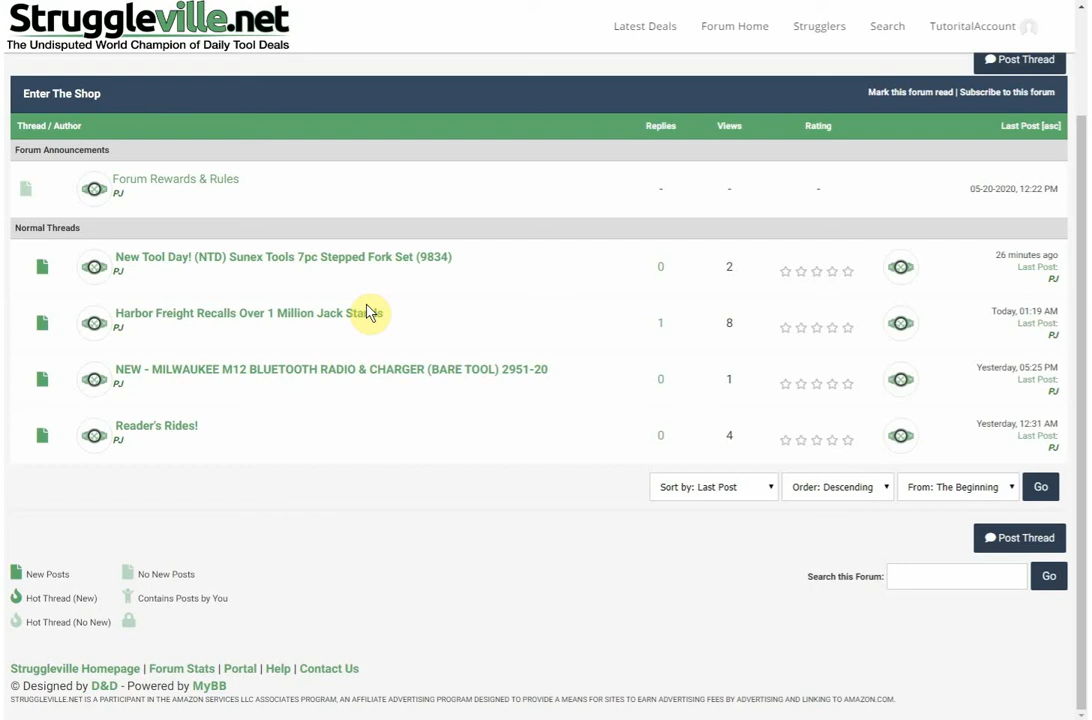 Struggleville.net
The Undisputed World Champion of Daily Tool Deals
Latest Deals Forum Home Strugglers Search TutoritalAccount
Post Thread
Enter The Shop Mark this forum read | Subscribe to this forum
Thread / Author Replies Views Rating Last Post [asc]
Forum Announcements
Forum Rewards & Rules
PJ
- - - 05-20-2020, 12:22 PM
Normal Threads
New Tool Day! (NTD) Sunex Tools 7pc Stepped Fork Set (9834)
PJ
0 2
26 minutes ago
Last Post:
PJ
Harbor Freight Recalls Over 1 Million Jack Stands
PJ
1 8
Today, 01:19 AM
Last Post:
PJ
NEW - MILWAUKEE M12 BLUETOOTH RADIO & CHARGER (BARE TOOL) 2951-20
PJ
0 1
Yesterday, 05:25 PM
Last Post:
PJ
Reader's Rides!
PJ
0 4
Yesterday, 12:31 AM
Last Post:
PJ
Sort by: Last Post Order: Descending From: The Beginning Go
Post Thread
Search this Forum: Go
New Posts No New Posts
Hot Thread (New) Contains Posts by You
Hot Thread (No New)
Struggleville Homepage | Forum Stats | Portal | Help | Contact Us
© Designed by D&D - Powered by MyBB
STRUGGLEVILLE.NET IS A PARTICIPANT IN THE AMAZON SERVICES LLC ASSOCIATES PROGRAM, AN AFFILIATE ADVERTISING PROGRAM DESIGNED TO PROVIDE A MEANS FOR SITES TO EARN ADVERTISING FEES BY ADVERTISING AND LINKING TO AMAZON.COM.